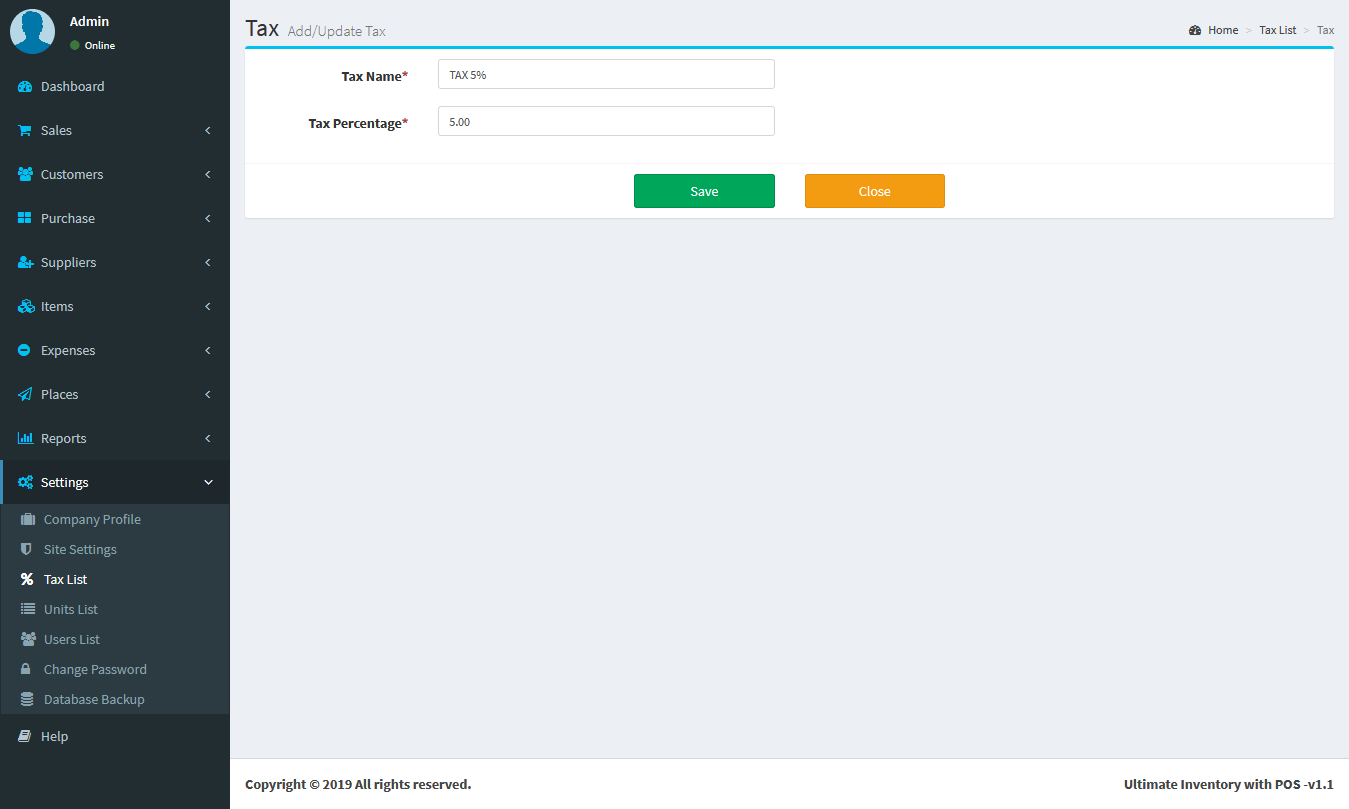 Admin
Online
Dashboard
Sales
Customers
Purchase
Suppliers
Items
Expenses
Places
Reports
Settings
Company Profile
Site Settings
Tax List
Units List
Users List
Change Password
Database Backup
Help
Tax Add/Update Tax
Home > Tax List > Tax
Tax Name*
TAX 5%
Tax Percentage*
5.00
Save
Close
Copyright © 2019 All rights reserved.
Ultimate Inventory with POS -v1.1